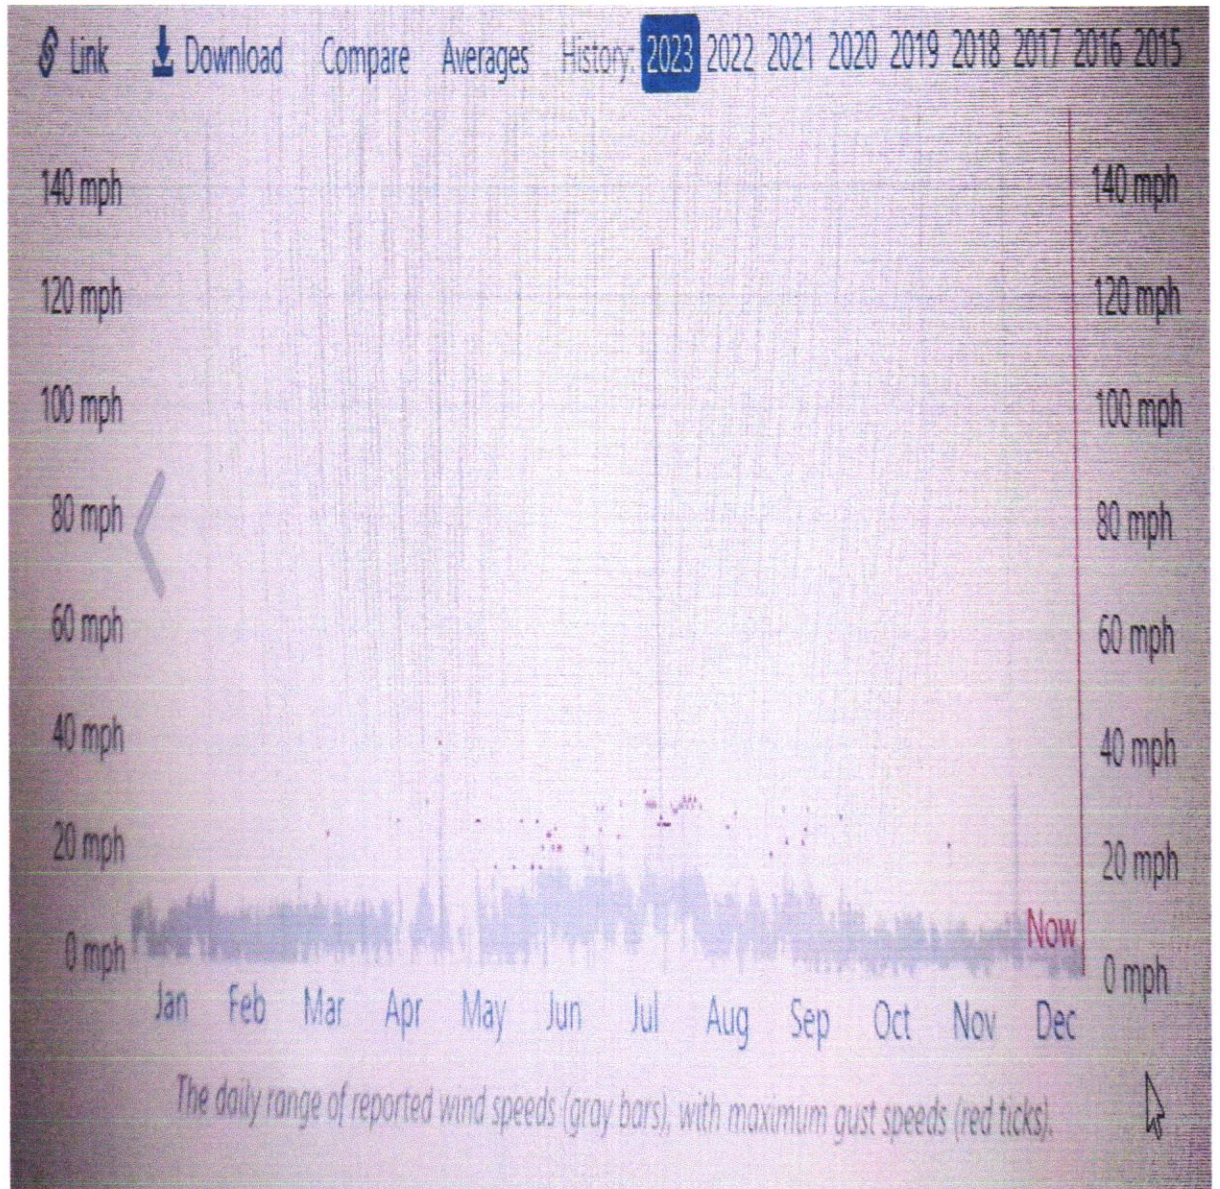 Link Download Compare Averages History: 2023 2022 2021 2020 2019 2018 2017 2016 2015
140 mph 140 mph
120 mph 120 mph
100 mph 100 mph
80 mph 80 mph
60 mph 60 mph
40 mph 40 mph
20 mph 20 mph
Now
0 mph 0 mph
Jan Feb Mar Apr May Jun Jul Aug Sep Oct Nov Dec
The daily range of reported wind speeds (gray bars), with maximum gust speeds (red ticks).